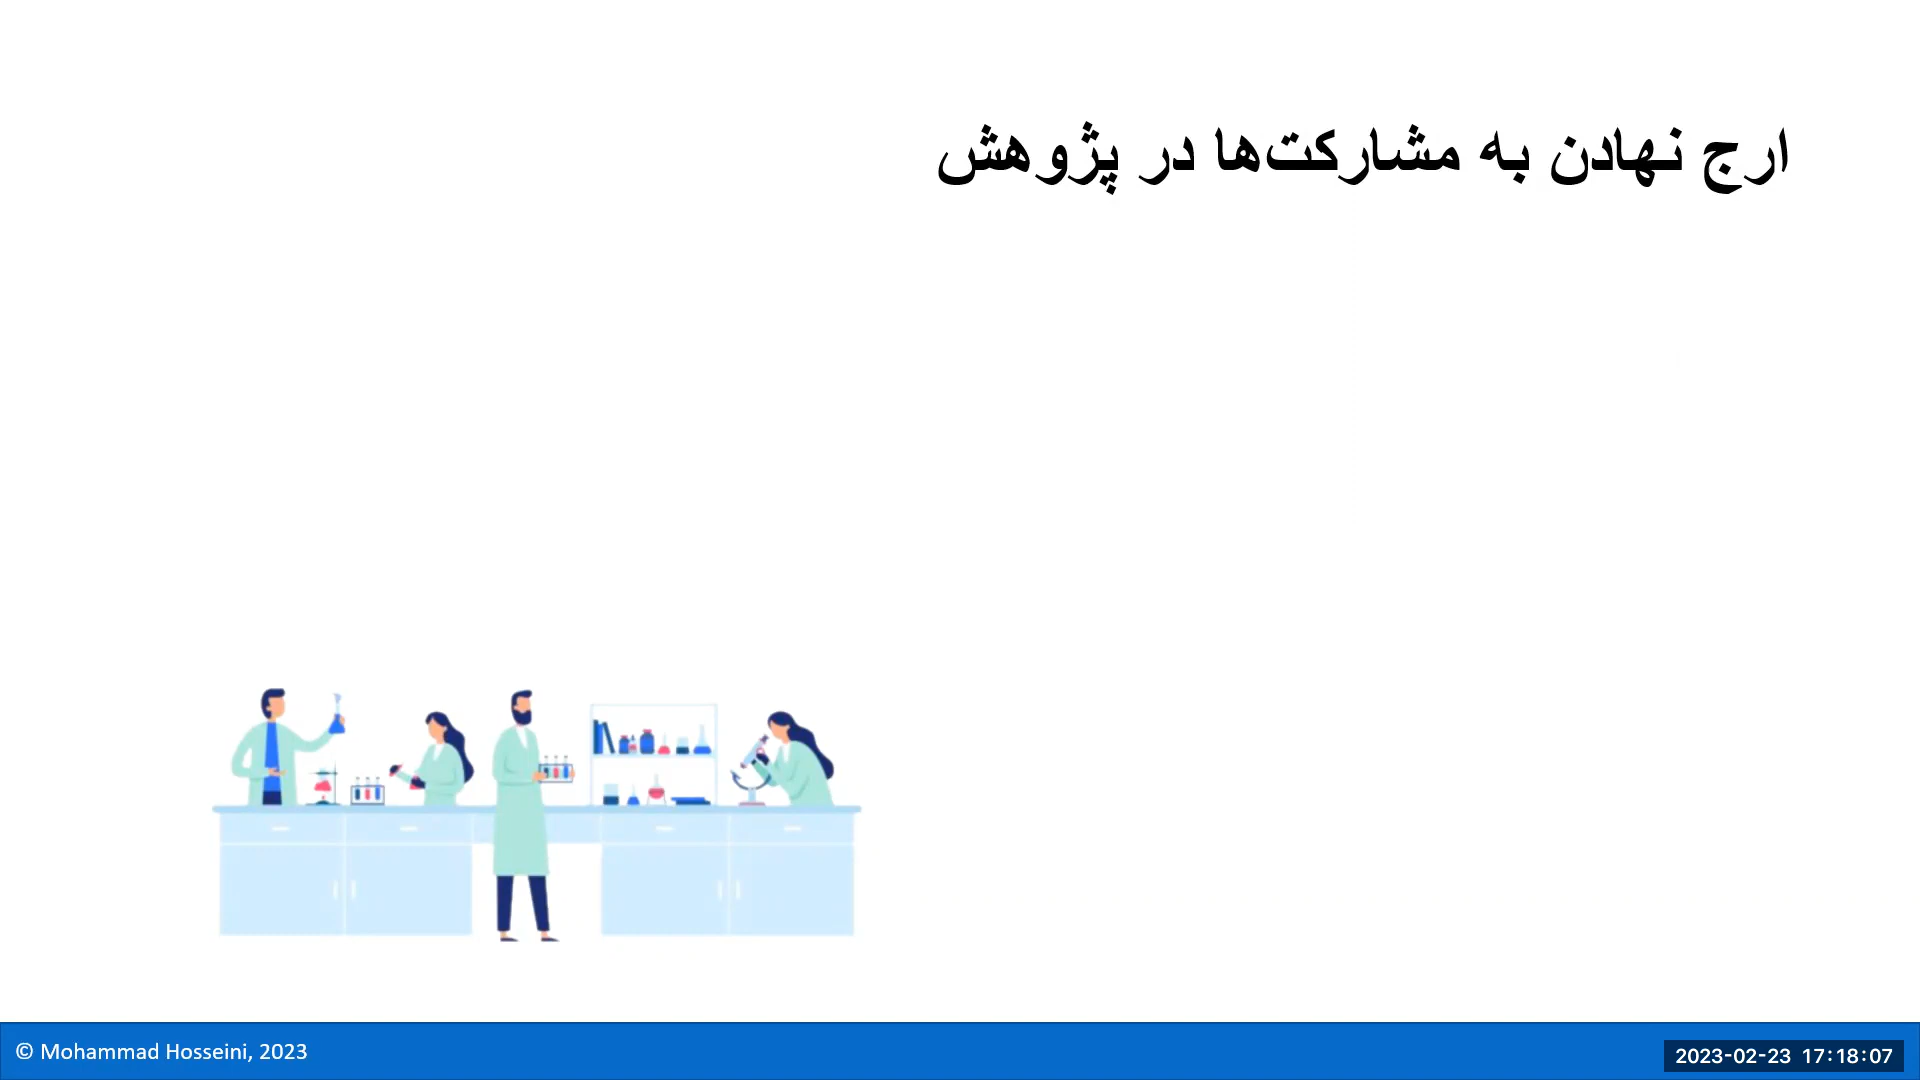 ارج نهادن به مشارکت‌ها در پژوهش
© Mohammad Hosseini, 2023
2023-02-23 17:18:07